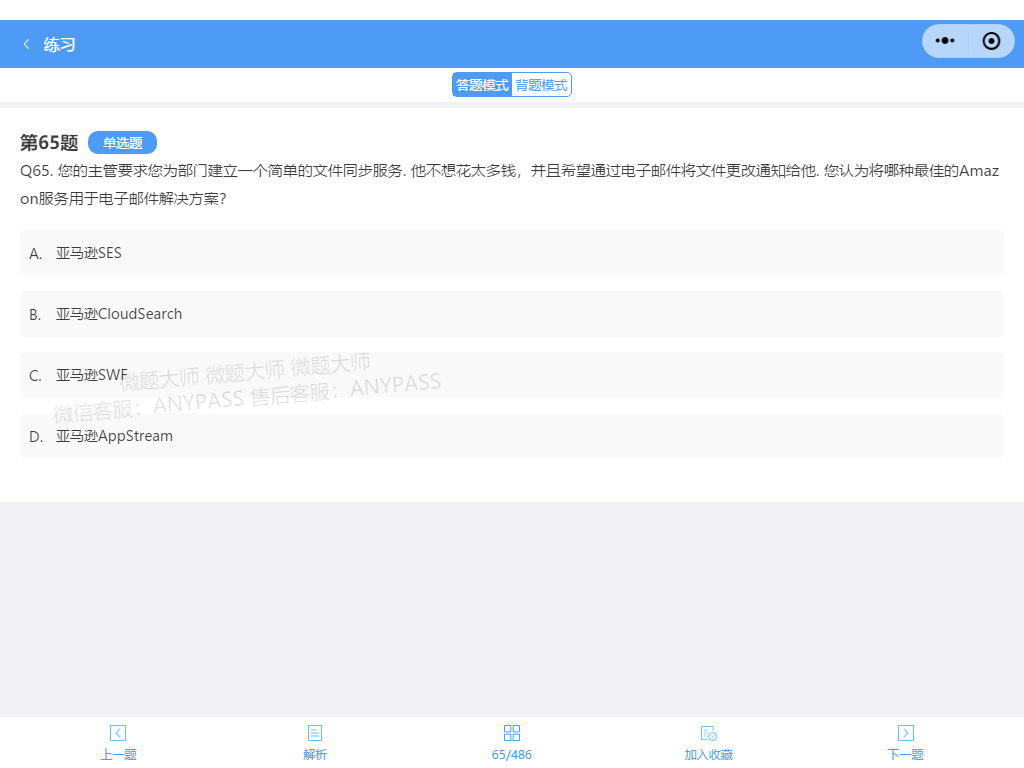 练习
答题模式 背题模式
第65题 单选题
Q65. 您的主管要求您为部门建立一个简单的文件同步服务. 他不想花太多钱，并且希望通过电子邮件将文件更改通知给他. 您认为将哪种最佳的Amaz
on服务用于电子邮件解决方案?
A. 亚马逊SES
B. 亚马逊CloudSearch
C. 亚马逊SWF
微题大师 微题大师 微题大师
微信客服：ANYPASS 售后客服：ANYPASS
D. 亚马逊AppStream
上一题 解析 65/486 加入收藏 下一题